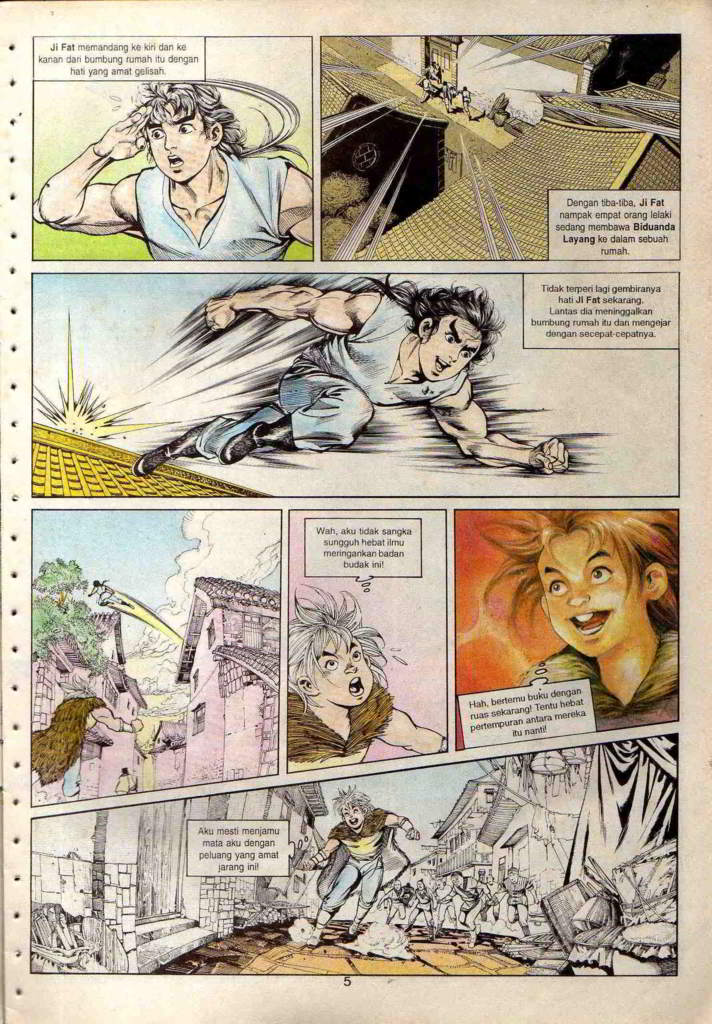 Ji Fat memandang ke kiri dan ke
kanan dari bumbung rumah itu dengan
hati yang amat gelisah.
Dengan tiba-tiba, Ji Fat
nampak empat orang lelaki
sedang membawa Biduanda
Layang ke dalam sebuah
rumah.
Tidak terperi lagi gembiranya
hati Ji Fat sekarang.
Lantas dia meninggalkan
bumbung rumah itu dan mengejar
dengan secepat-cepatnya.
Wah, aku tidak sangka
sungguh hebat ilmu
meringankan badan
budak ini!
Hah, bertemu buku dengan
ruas sekarang! Tentu hebat
pertempuran antara mereka
itu nanti!
Aku mesti menjamu
mata aku dengan
peluang yang amat
jarang ini!
5